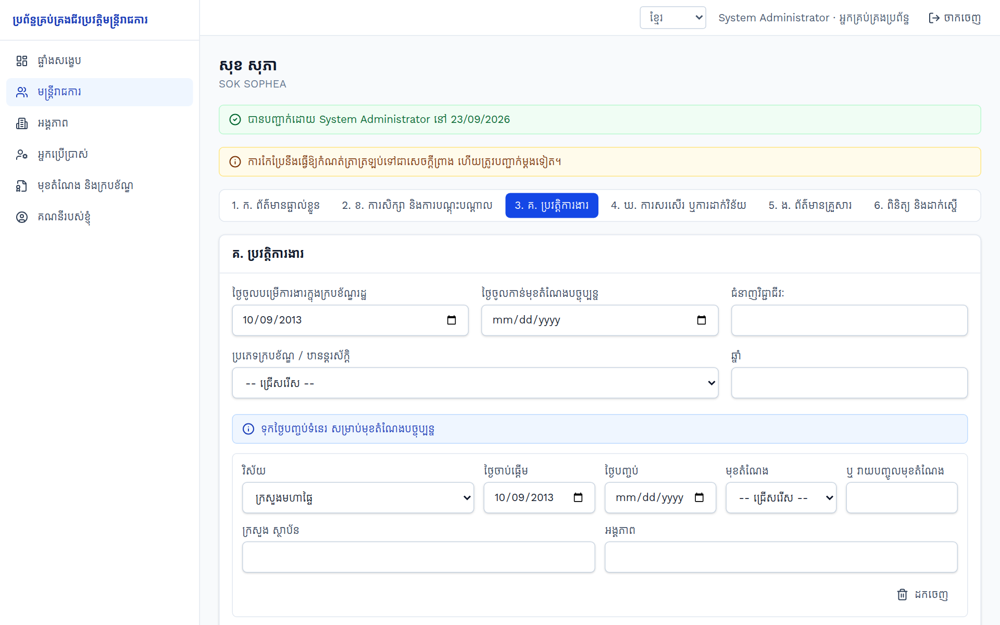 ប្រព័ន្ធគ្រប់គ្រងជីវប្រវត្តិមន្ត្រីរាជការ
ខ្មែរ
System Administrator · អ្នកគ្រប់គ្រងប្រព័ន្ធ
ចាកចេញ
ផ្ទាំងសង្ខេប
មន្ត្រីរាជការ
អង្គភាព
អ្នកប្រើប្រាស់
មុខតំណែង និងក្របខ័ណ្ឌ
គណនីរបស់ខ្ញុំ
សុខ សុភា
SOK SOPHEA
បានបញ្ជាក់ដោយ System Administrator នៅ 23/09/2026
ការកែប្រែនឹងធ្វើឱ្យកំណត់ត្រាត្រឡប់ទៅជាសេចក្តីព្រាង ហើយត្រូវបញ្ជាក់ម្តងទៀត។
1. ក. ព័ត៌មានផ្ទាល់ខ្លួន
2. ខ. ការសិក្សា និងការបណ្តុះបណ្តាល
3. គ. ប្រវត្តិការងារ
4. ឃ. ការសរសើរ ឬការដាក់វិន័យ
5. ង. ព័ត៌មានគ្រួសារ
6. ពិនិត្យ និងដាក់ស្នើ
គ. ប្រវត្តិការងារ
ថ្ងៃចូលបម្រើការងារក្នុងក្របខ័ណ្ឌរដ្ឋ
ថ្ងៃចូលកាន់មុខតំណែងបច្ចុប្បន្ន
ជំនាញវិជ្ជាជីវៈ
10/09/2013
mm/dd/yyyy
ប្រភេទក្របខ័ណ្ឌ / ឋានន្តរស័ក្តិ
ឆ្នាំ
-- ជ្រើសរើស --
ទុកថ្ងៃបញ្ចប់ទំនេរ សម្រាប់មុខតំណែងបច្ចុប្បន្ន
វិស័យ
ថ្ងៃចាប់ផ្តើម
ថ្ងៃបញ្ចប់
មុខតំណែង
ឬ វាយបញ្ចូលមុខតំណែង
ក្រសួងមហាផ្ទៃ
10/09/2013
mm/dd/yyyy
-- ជ្រើសរើស --
ក្រសួង ស្ថាប័ន
អង្គភាព
ដកចេញ